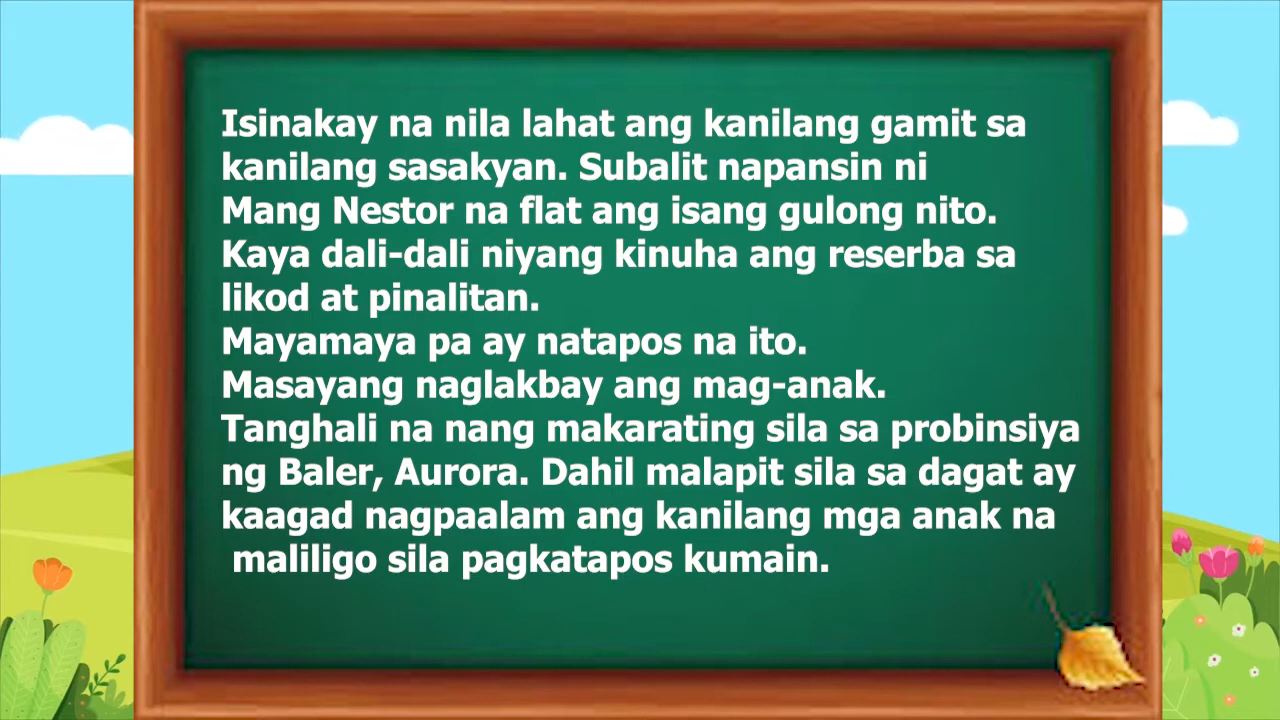 Isinakay na nila lahat ang kanilang gamit sa
kanilang sasakyan. Subalit napansin ni
Mang Nestor na flat ang isang gulong nito.
Kaya dali-dali niyang kinuha ang reserba sa
likod at pinalitan.
Mayamaya pa ay natapos na ito.
Masayang naglakbay ang mag-anak.
Tanghali na nang makarating sila sa probinsiya
ng Baler, Aurora. Dahil malapit sila sa dagat ay
kaagad nagpaalam ang kanilang mga anak na
maliligo sila pagkatapos kumain.